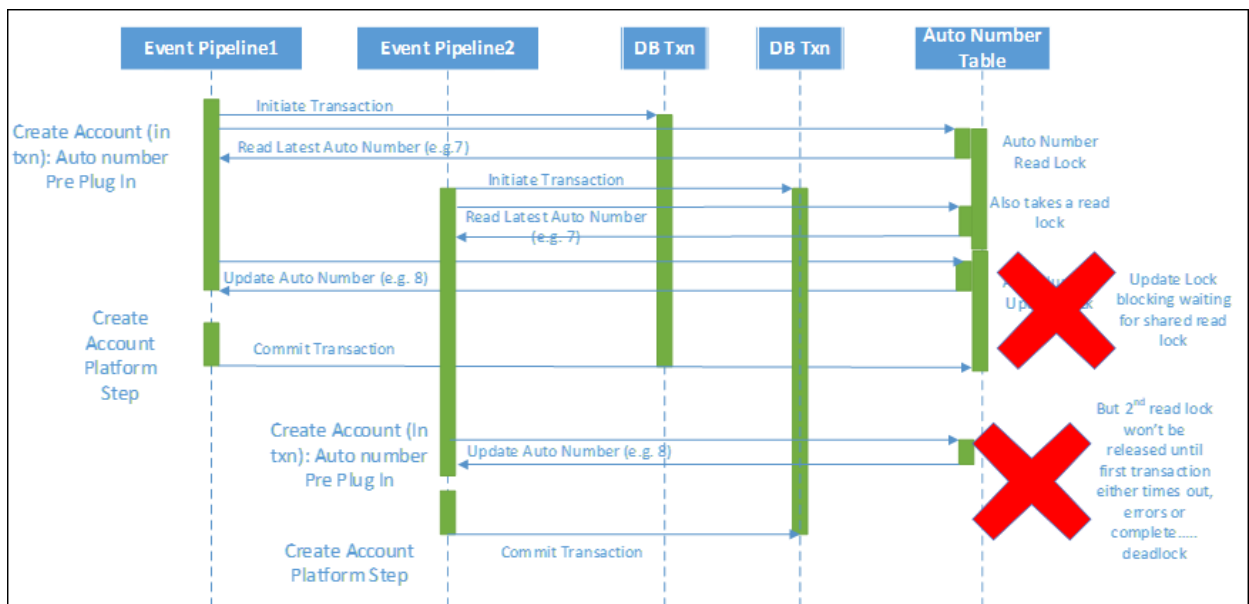 Event Pipeline1
Event Pipeline2
DB Txn
DB Txn
Auto Number
Table
Initiate Transaction
Create Account (in
txn): Auto number
Pre Plug In
Read Latest Auto Number (e.g.7)
Auto Number
Read Lock
Initiate Transaction
Read Latest Auto Number
(e.g. 7)
Also takes a read
lock
Update Auto Number (e.g. 8)
Update Lock
blocking waiting
for shared read
lock
Create
Account
Platform
Step
Commit Transaction
Create Account (In
txn): Auto number
Pre Plug In
Update Auto Number (e.g. 8)
But 2nd read lock
won't be
released until
first transaction
either times out,
errors or
complete.....
deadlock
Create Account
Platform Step
Commit Transaction